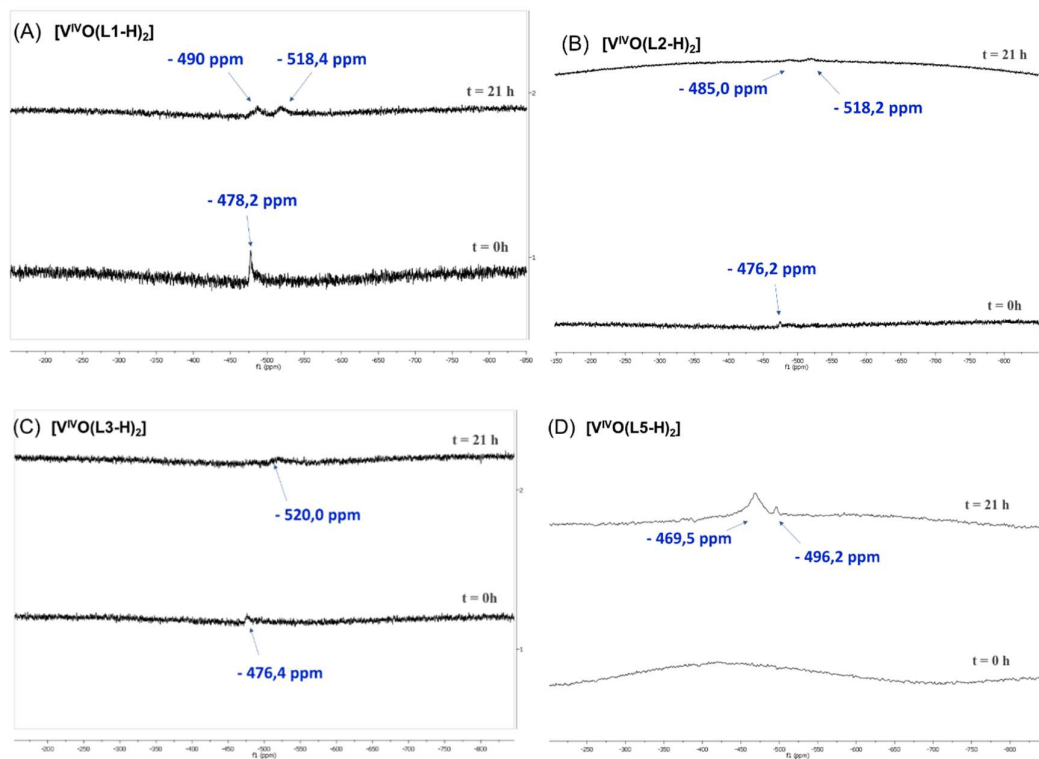 (A) [VᴵⱽO(L1-H)₂]
- 490 ppm - 518,4 ppm
t = 21 h
2
- 478,2 ppm
t = 0h
1
-200 -250 -300 -350 -400 -450 -500 -550 -600 -650 -700 -750 -800 -850
f1 (ppm)
(B) [VᴵⱽO(L2-H)₂]
t = 21 h
- 485,0 ppm
- 518,2 ppm
- 476,2 ppm
t = 0h
-150 -200 -250 -300 -350 -400 -450 -500 -550 -600 -650 -700 -750 -800
f1 (ppm)
(C) [VᴵⱽO(L3-H)₂]
t = 21 h
2
- 520,0 ppm
t = 0h
- 476,4 ppm
1
-200 -250 -300 -350 -400 -450 -500 -550 -600 -650 -700 -750 -800
f1 (ppm)
(D) [VᴵⱽO(L5-H)₂]
t = 21 h
- 469,5 ppm
- 496,2 ppm
t = 0 h
-200 -250 -300 -350 -400 -450 -500 -550 -600 -650 -700 -750 -800
f1 (ppm)